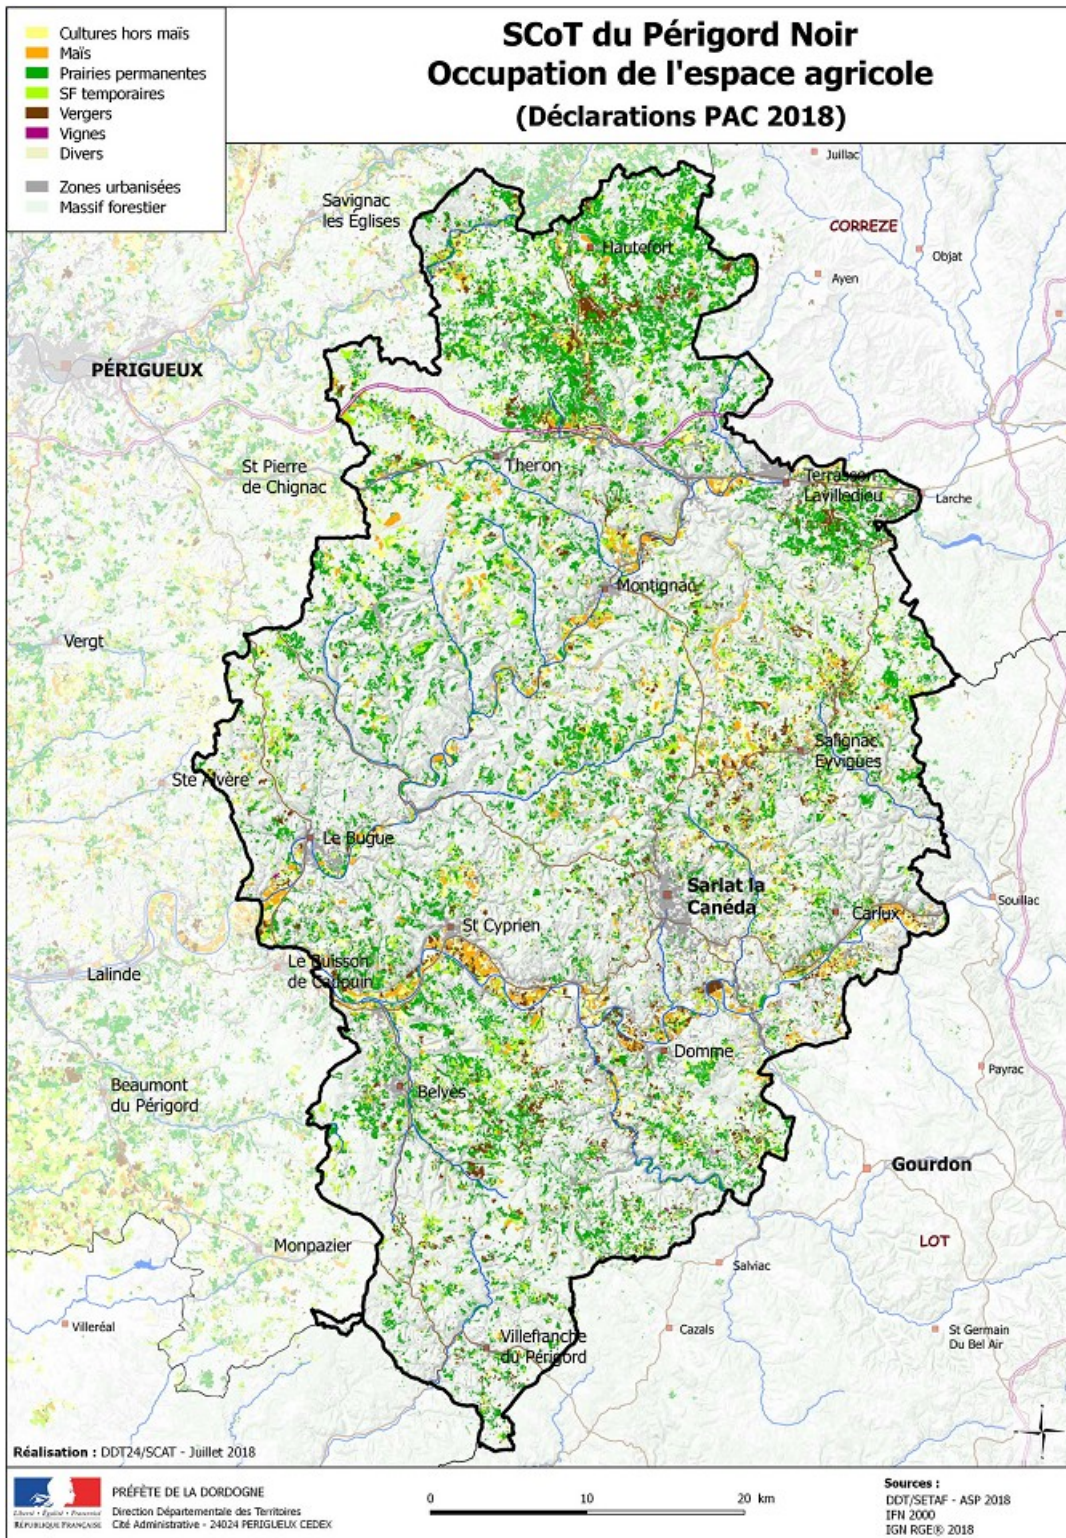 SCoT du Périgord Noir
Occupation de l'espace agricole
(Déclarations PAC 2018)
Cultures hors maïs
Maïs
Prairies permanentes
SF temporaires
Vergers
Vignes
Divers
Zones urbanisées
Massif forestier
Juillac
Savignac
les Églises
CORREZE
Hautefort
Objat
Ayen
PÉRIGUEUX
St Pierre
de Chignac
Thenon
Terrasson
Lavilledieu
Larche
Montignac
Vergt
Salignac
Eyvigues
Ste Alvère
Le Bugue
Sarlat la
Canéda
Souillac
Carlux
St Cyprien
Lalinde
Le Buisson
de Cadouin
Domme
Payrac
Beaumont
du Périgord
Belvès
Gourdon
LOT
Monpazier
Salviac
Villeréal
Cazals
St Germain
Du Bel Air
Villefranche
du Périgord
Réalisation : DDT24/SCAT - Juillet 2018
Liberté • Égalité • Fraternité
RÉPUBLIQUE FRANÇAISE
PRÉFÈTE DE LA DORDOGNE
Direction Départementale des Territoires
Cité Administrative - 24024 PERIGUEUX CEDEX
0 10 20 km
Sources :
DDT/SETAF - ASP 2018
IFN 2000
IGN RGE® 2018